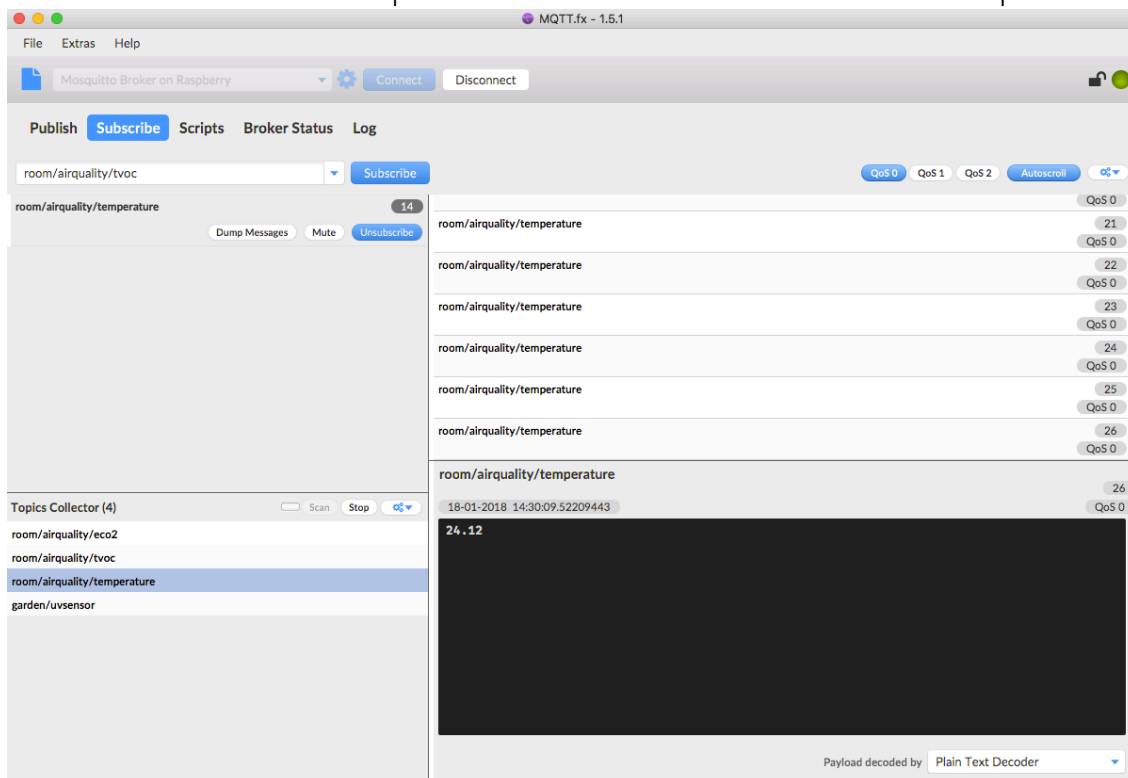 MQTT.fx - 1.5.1
File Extras Help
Mosquitto Broker on Raspberry Connect Disconnect
Publish Subscribe Scripts Broker Status Log
room/airquality/tvoc Subscribe QoS 0 QoS 1 QoS 2 Autoscroll
room/airquality/temperature 14
Dump Messages Mute Unsubscribe
QoS 0
room/airquality/temperature 21
QoS 0
room/airquality/temperature 22
QoS 0
room/airquality/temperature 23
QoS 0
room/airquality/temperature 24
QoS 0
room/airquality/temperature 25
QoS 0
room/airquality/temperature 26
QoS 0
Topics Collector (4) Scan Stop
room/airquality/eco2
room/airquality/tvoc
room/airquality/temperature
garden/uvsensor
room/airquality/temperature
26
18-01-2018 14:30:09.52209443 QoS 0
24.12
Payload decoded by Plain Text Decoder